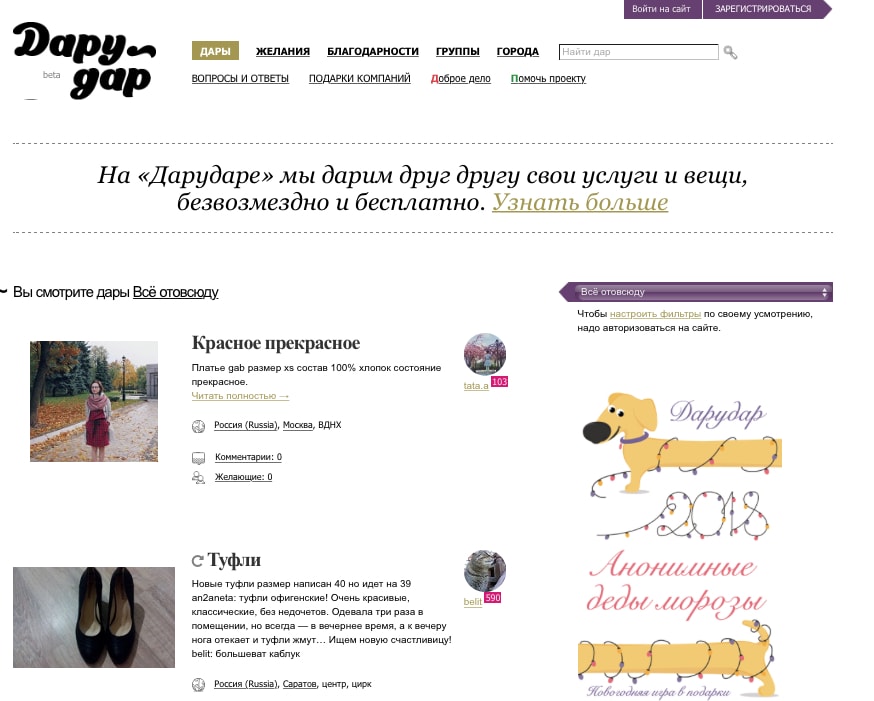 Войти на сайт
ЗАРЕГИСТРИРОВАТЬСЯ
Дару-
дар
beta
ДАРЫ
ЖЕЛАНИЯ
БЛАГОДАРНОСТИ
ГРУППЫ
ГОРОДА
Найти дар
ВОПРОСЫ И ОТВЕТЫ
ПОДАРКИ КОМПАНИЙ
Доброе дело
Помочь проекту
На «Дарударе» мы дарим друг другу свои услуги и вещи,
безвозмездно и бесплатно. Узнать больше
Вы смотрите дары Всё отовсюду
Всё отовсюду
Чтобы настроить фильтры по своему усмотрению,
надо авторизоваться на сайте.
Красное прекрасное
Платье gab размер xs состав 100% хлопок состояние
прекрасное.
Читать полностью →
tata.a 103
Россия (Russia), Москва, ВДНХ
Комментарии: 0
Желающие: 0
Дарудар
2018
Анонимные
деды морозы
Новогодняя игра в подарки
Туфли
Новые туфли размер написан 40 но идет на 39
an2aneta: туфли офигенские! Очень красивые,
классические, без недочетов. Одевала три раза в
помещении, но всегда — в вечернее время, а к вечеру
нога отекает и туфли жмут… Ищем новую счастливицу!
belit: большеват каблук
belit 590
Россия (Russia), Саратов, центр, цирк